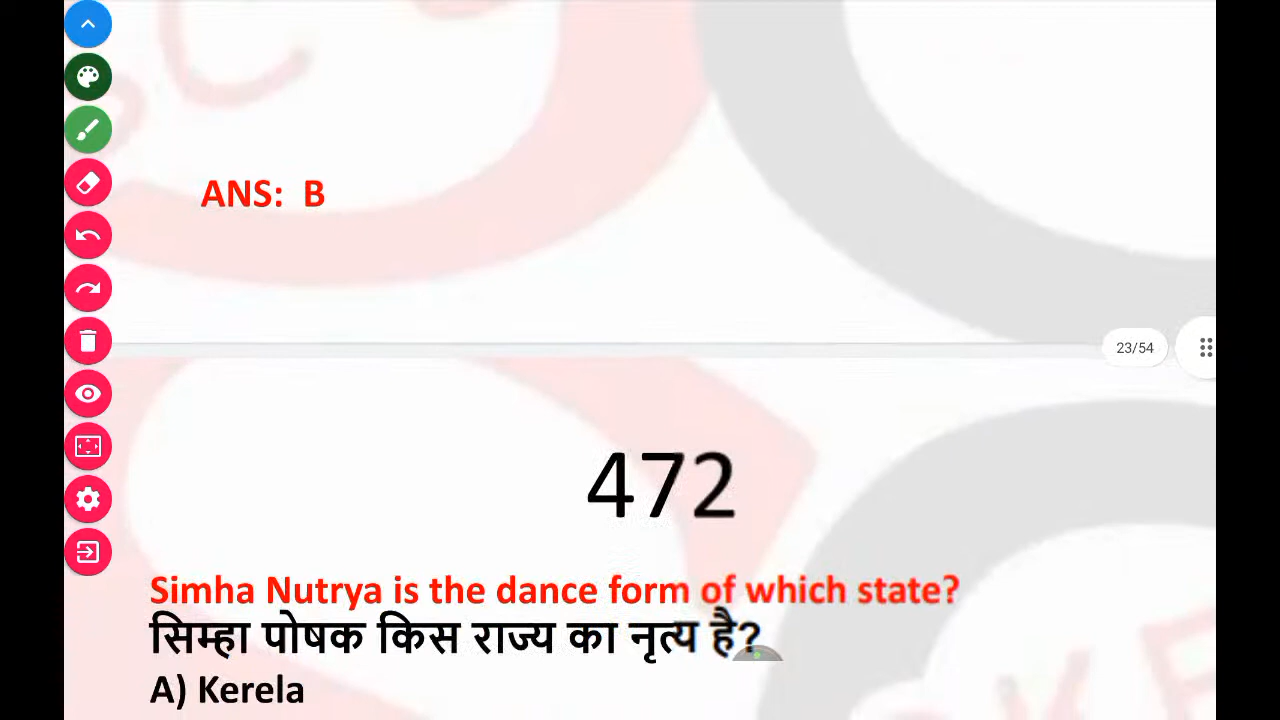 ANS: B
23/54
472
Simha Nutrya is the dance form of which state?
सिम्हा पोषक किस राज्य का नृत्य है?
A) Kerela